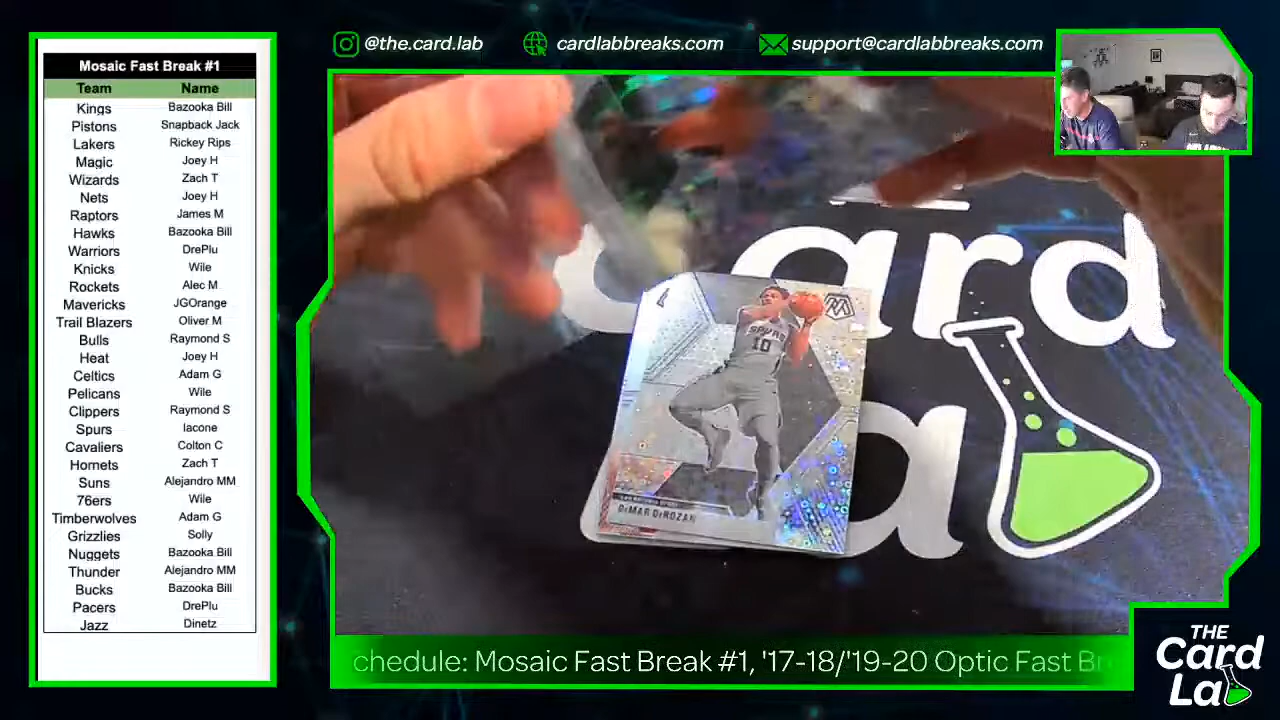 @the.card.lab
cardlabbreaks.com
support@cardlabbreaks.com
Mosaic Fast Break #1
Team Name
Kings Bazooka Bill
Pistons Snapback Jack
Lakers Rickey Rips
Magic Joey H
Wizards Zach T
Nets Joey H
Raptors James M
Hawks Bazooka Bill
Warriors DrePlu
Knicks Wile
Rockets Alec M
Mavericks JGOrange
Trail Blazers Oliver M
Bulls Raymond S
Heat Joey H
Celtics Adam G
Pelicans Wile
Clippers Raymond S
Spurs Iacone
Cavaliers Colton C
Hornets Zach T
Suns Alejandro MM
76ers Wile
Timberwolves Adam G
Grizzlies Solly
Nuggets Bazooka Bill
Thunder Alejandro MM
Bucks Bazooka Bill
Pacers DrePlu
Jazz Dinetz
Card
La
SPURS
10
DeMAR DeROZAN
chedule: Mosaic Fast Break #1, '17-18/'19-20 Optic Fast Br
THE
Card
La